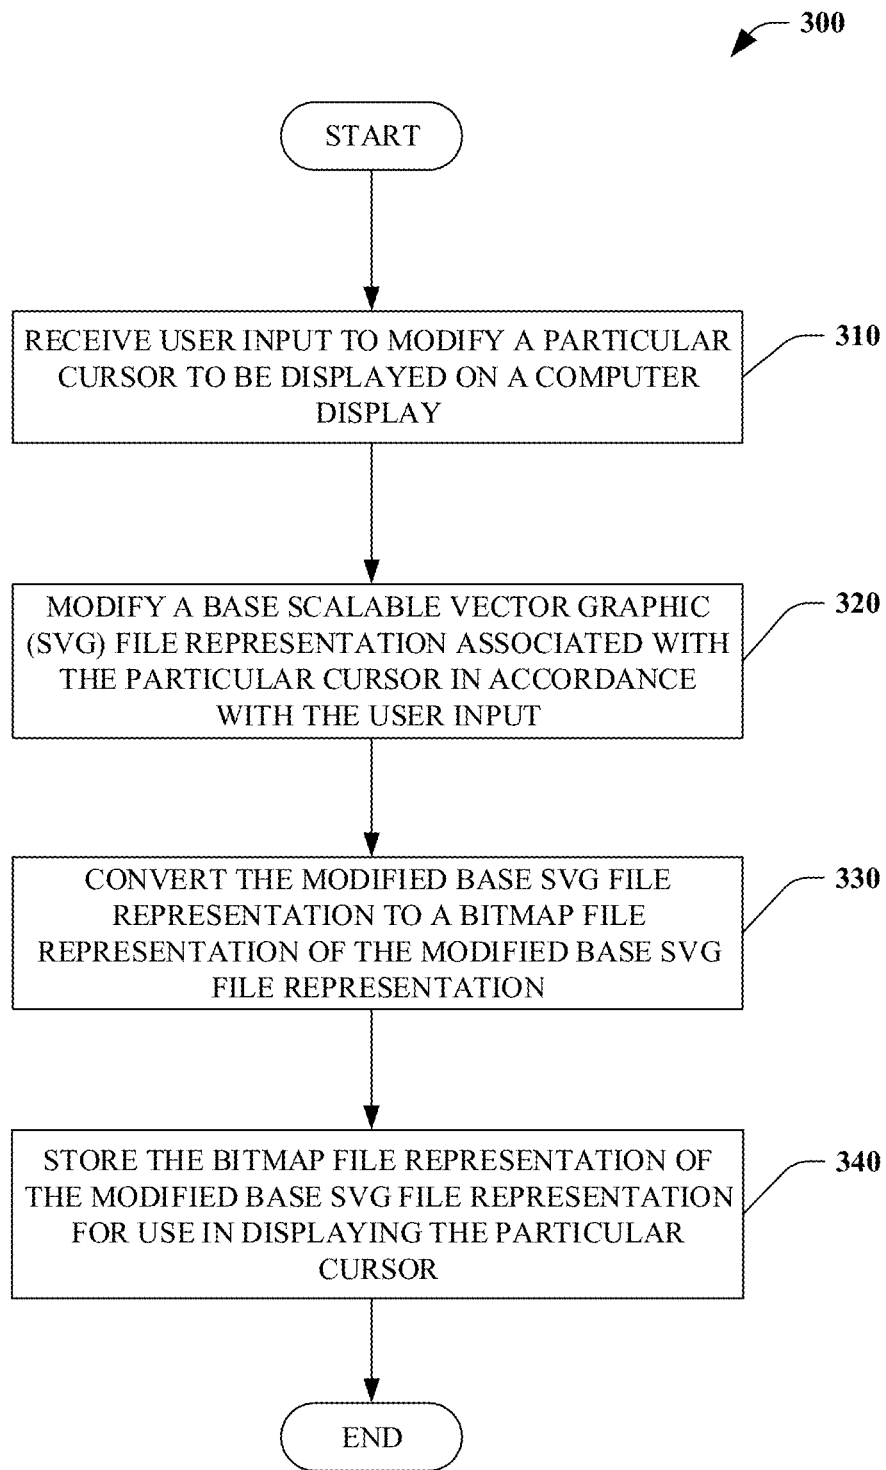 300
START
RECEIVE USER INPUT TO MODIFY A PARTICULAR
CURSOR TO BE DISPLAYED ON A COMPUTER
DISPLAY
310
MODIFY A BASE SCALABLE VECTOR GRAPHIC
(SVG) FILE REPRESENTATION ASSOCIATED WITH
THE PARTICULAR CURSOR IN ACCORDANCE
WITH THE USER INPUT
320
CONVERT THE MODIFIED BASE SVG FILE
REPRESENTATION TO A BITMAP FILE
REPRESENTATION OF THE MODIFIED BASE SVG
FILE REPRESENTATION
330
STORE THE BITMAP FILE REPRESENTATION OF
THE MODIFIED BASE SVG FILE REPRESENTATION
FOR USE IN DISPLAYING THE PARTICULAR
CURSOR
340
END